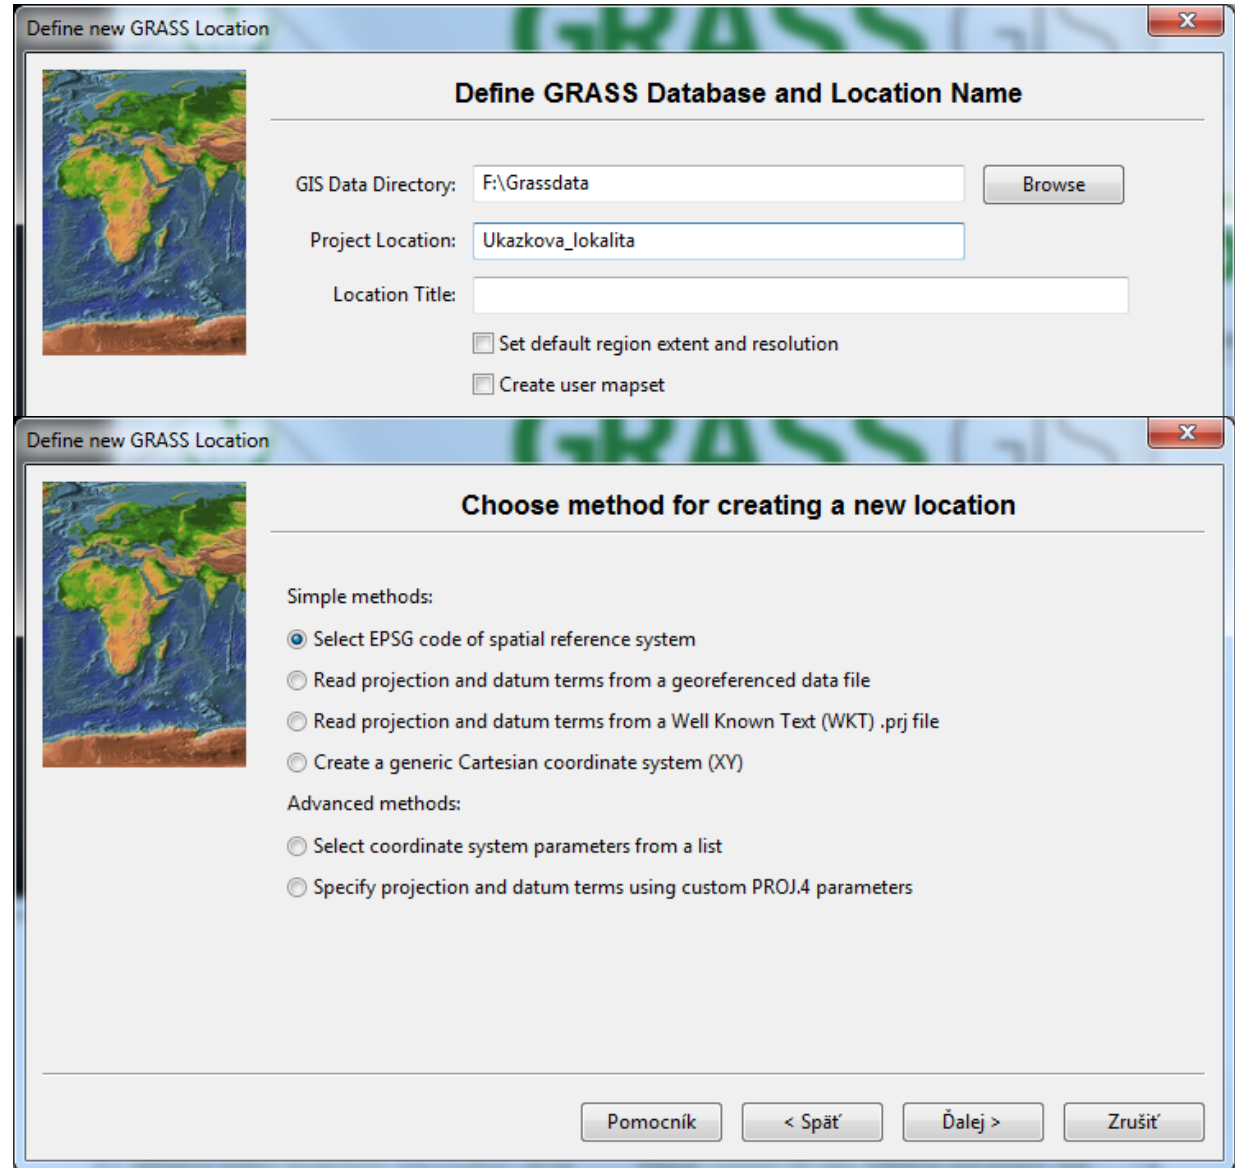 Define new GRASS Location
Define GRASS Database and Location Name
GIS Data Directory: F:\Grassdata Browse
Project Location: Ukazkova_lokalita
Location Title:
Set default region extent and resolution
Create user mapset
Define new GRASS Location
Choose method for creating a new location
Simple methods:
Select EPSG code of spatial reference system
Read projection and datum terms from a georeferenced data file
Read projection and datum terms from a Well Known Text (WKT) .prj file
Create a generic Cartesian coordinate system (XY)
Advanced methods:
Select coordinate system parameters from a list
Specify projection and datum terms using custom PROJ.4 parameters
Pomocník < Späť Ďalej > Zrušiť